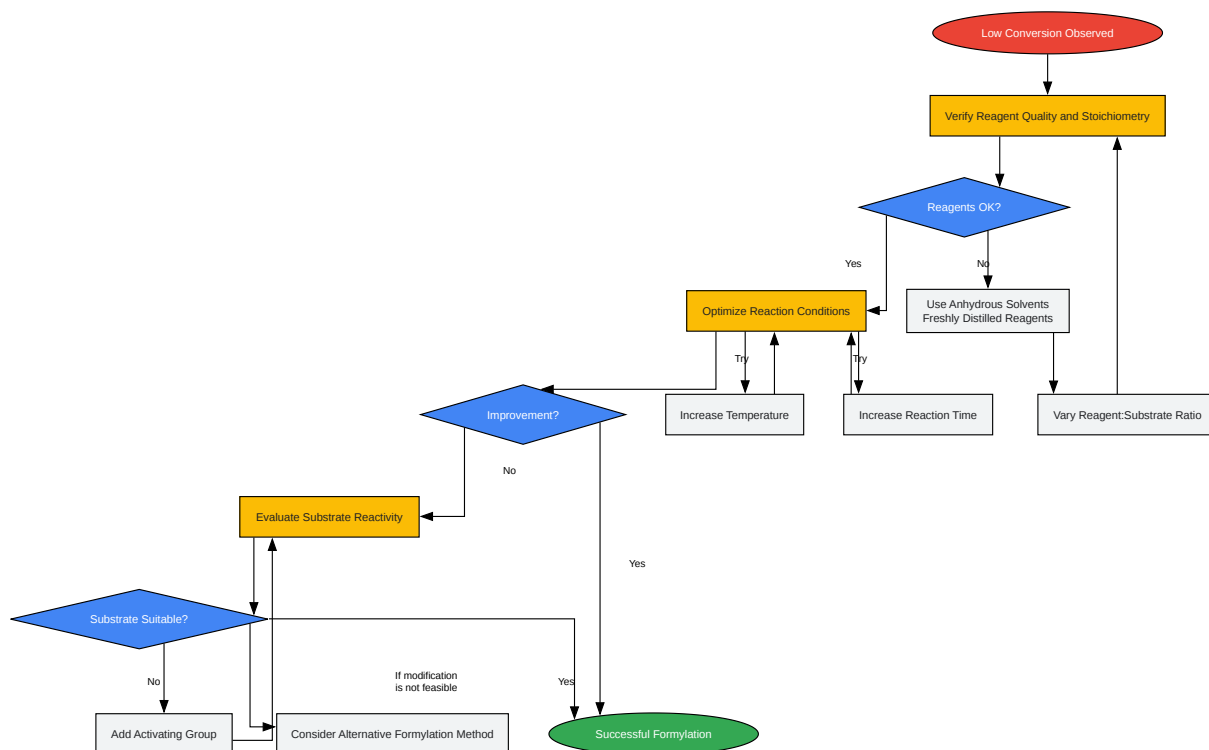 Low Conversion Observed
Verify Reagent Quality and Stoichiometry
Reagents OK?
Yes
No
Optimize Reaction Conditions
Use Anhydrous Solvents
Freshly Distilled Reagents
Try
Try
Improvement?
Increase Temperature
Increase Reaction Time
Vary Reagent:Substrate Ratio
No
Evaluate Substrate Reactivity
Yes
Substrate Suitable?
No
If modification
is not feasible
Yes
Add Activating Group
Consider Alternative Formylation Method
Successful Formylation